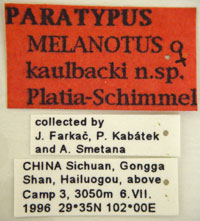 PARATYPUS
MELANOTUS ♀
kaulbacki n.sp.
Platia-Schimmel
collected by
J. Farkač, P. Kabátek
and A. Smetana
CHINA Sichuan, Gongga
Shan, Hailuogou, above
Camp 3, 3050m 6.VII.
1996 29°35N 102°00E